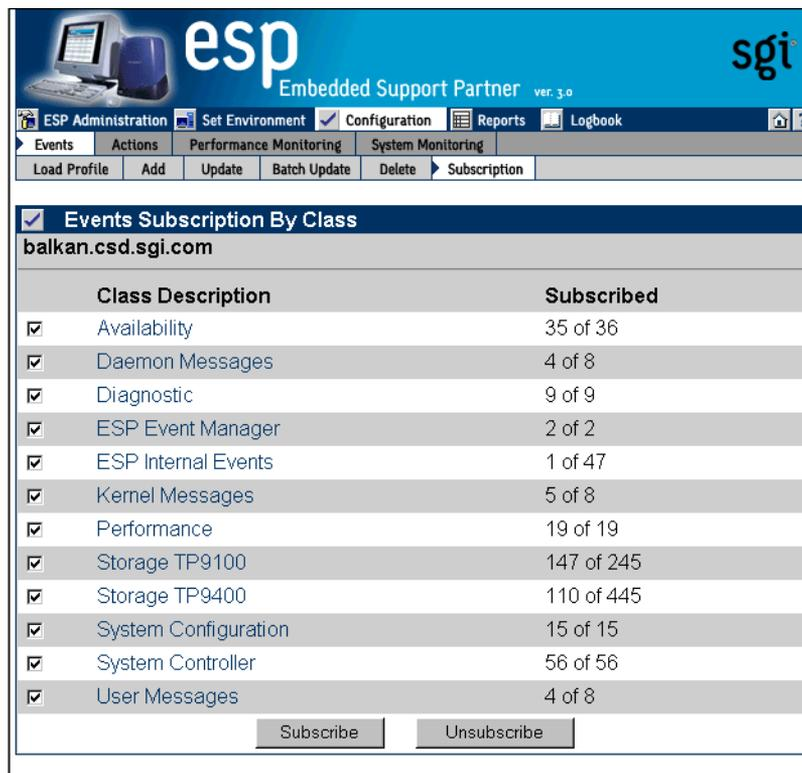 esp
Embedded Support Partner ver. 3.0
sgi
ESP Administration Set Environment Configuration Reports Logbook
Events Actions Performance Monitoring System Monitoring
Load Profile Add Update Batch Update Delete Subscription
Events Subscription By Class
balkan.csd.sgi.com
Class Description Subscribed
Availability 35 of 36
Daemon Messages 4 of 8
Diagnostic 9 of 9
ESP Event Manager 2 of 2
ESP Internal Events 1 of 47
Kernel Messages 5 of 8
Performance 19 of 19
Storage TP9100 147 of 245
Storage TP9400 110 of 445
System Configuration 15 of 15
System Controller 56 of 56
User Messages 4 of 8
Subscribe Unsubscribe